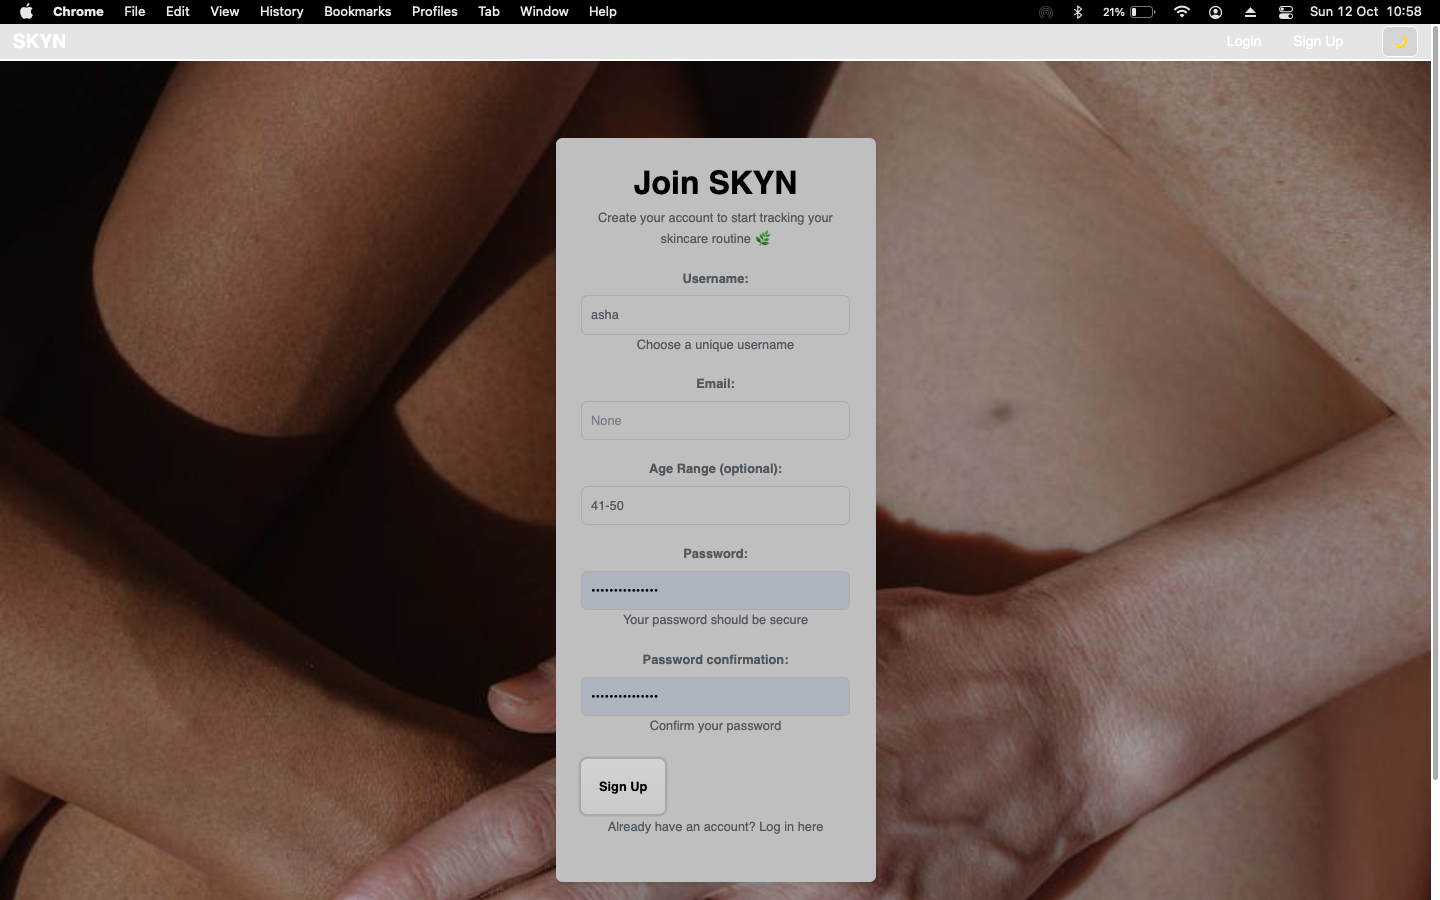 Chrome File Edit View History Bookmarks Profiles Tab Window Help 21% Sun 12 Oct 10:58
SKYN Login Sign Up
Join SKYN
Create your account to start tracking your
skincare routine 🌿
Username:
asha
Choose a unique username
Email:
None
Age Range (optional):
41-50
Password:
•••••••••••••••
Your password should be secure
Password confirmation:
•••••••••••••••
Confirm your password
Sign Up
Already have an account? Log in here